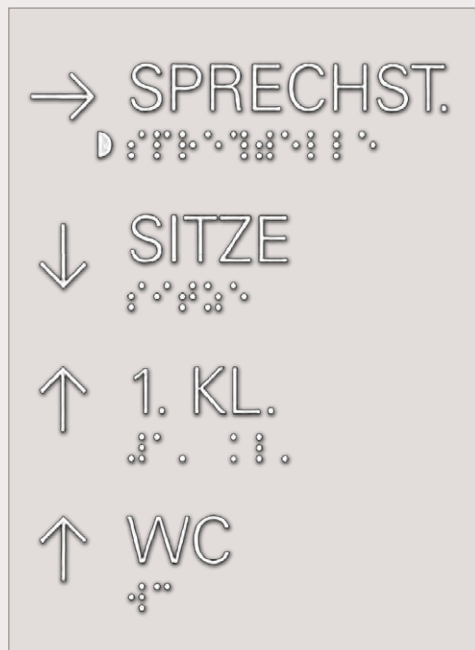 → SPRECHST.
↓ SITZE
↑ 1. KL.
↑ WC